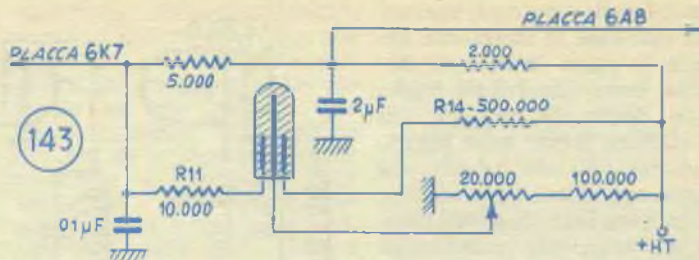 PLACCA 6A8
PLACCA 6K7
5.000
2.000
2µF
R14-500.000
143
R11
10.000
20.000
100.000
01µF
+HT